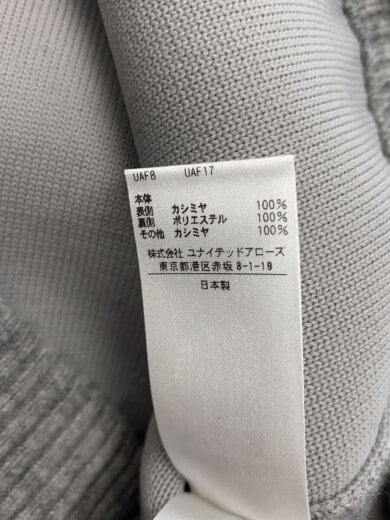 UAF8 UAF17
本体
表側 カシミヤ 100%
裏側 ポリエステル 100%
その他 カシミヤ 100%
株式会社 ユナイテッドアローズ
東京都港区赤坂8-1-19
日本製